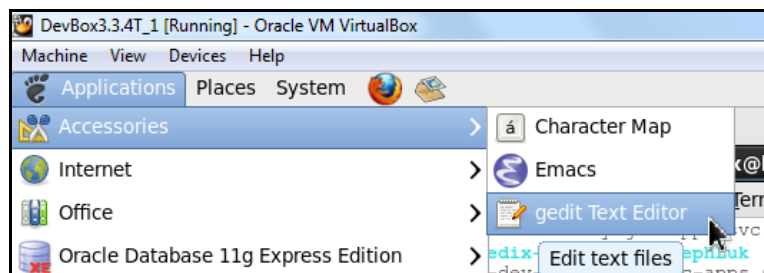 DevBox3.3.4T_1 [Running] - Oracle VM VirtualBox
Machine View Devices Help
Applications Places System
Accessories
á Character Map
Internet
Emacs
Office
gedit Text Editor
XE Oracle Database 11g Express Edition
Edit text files